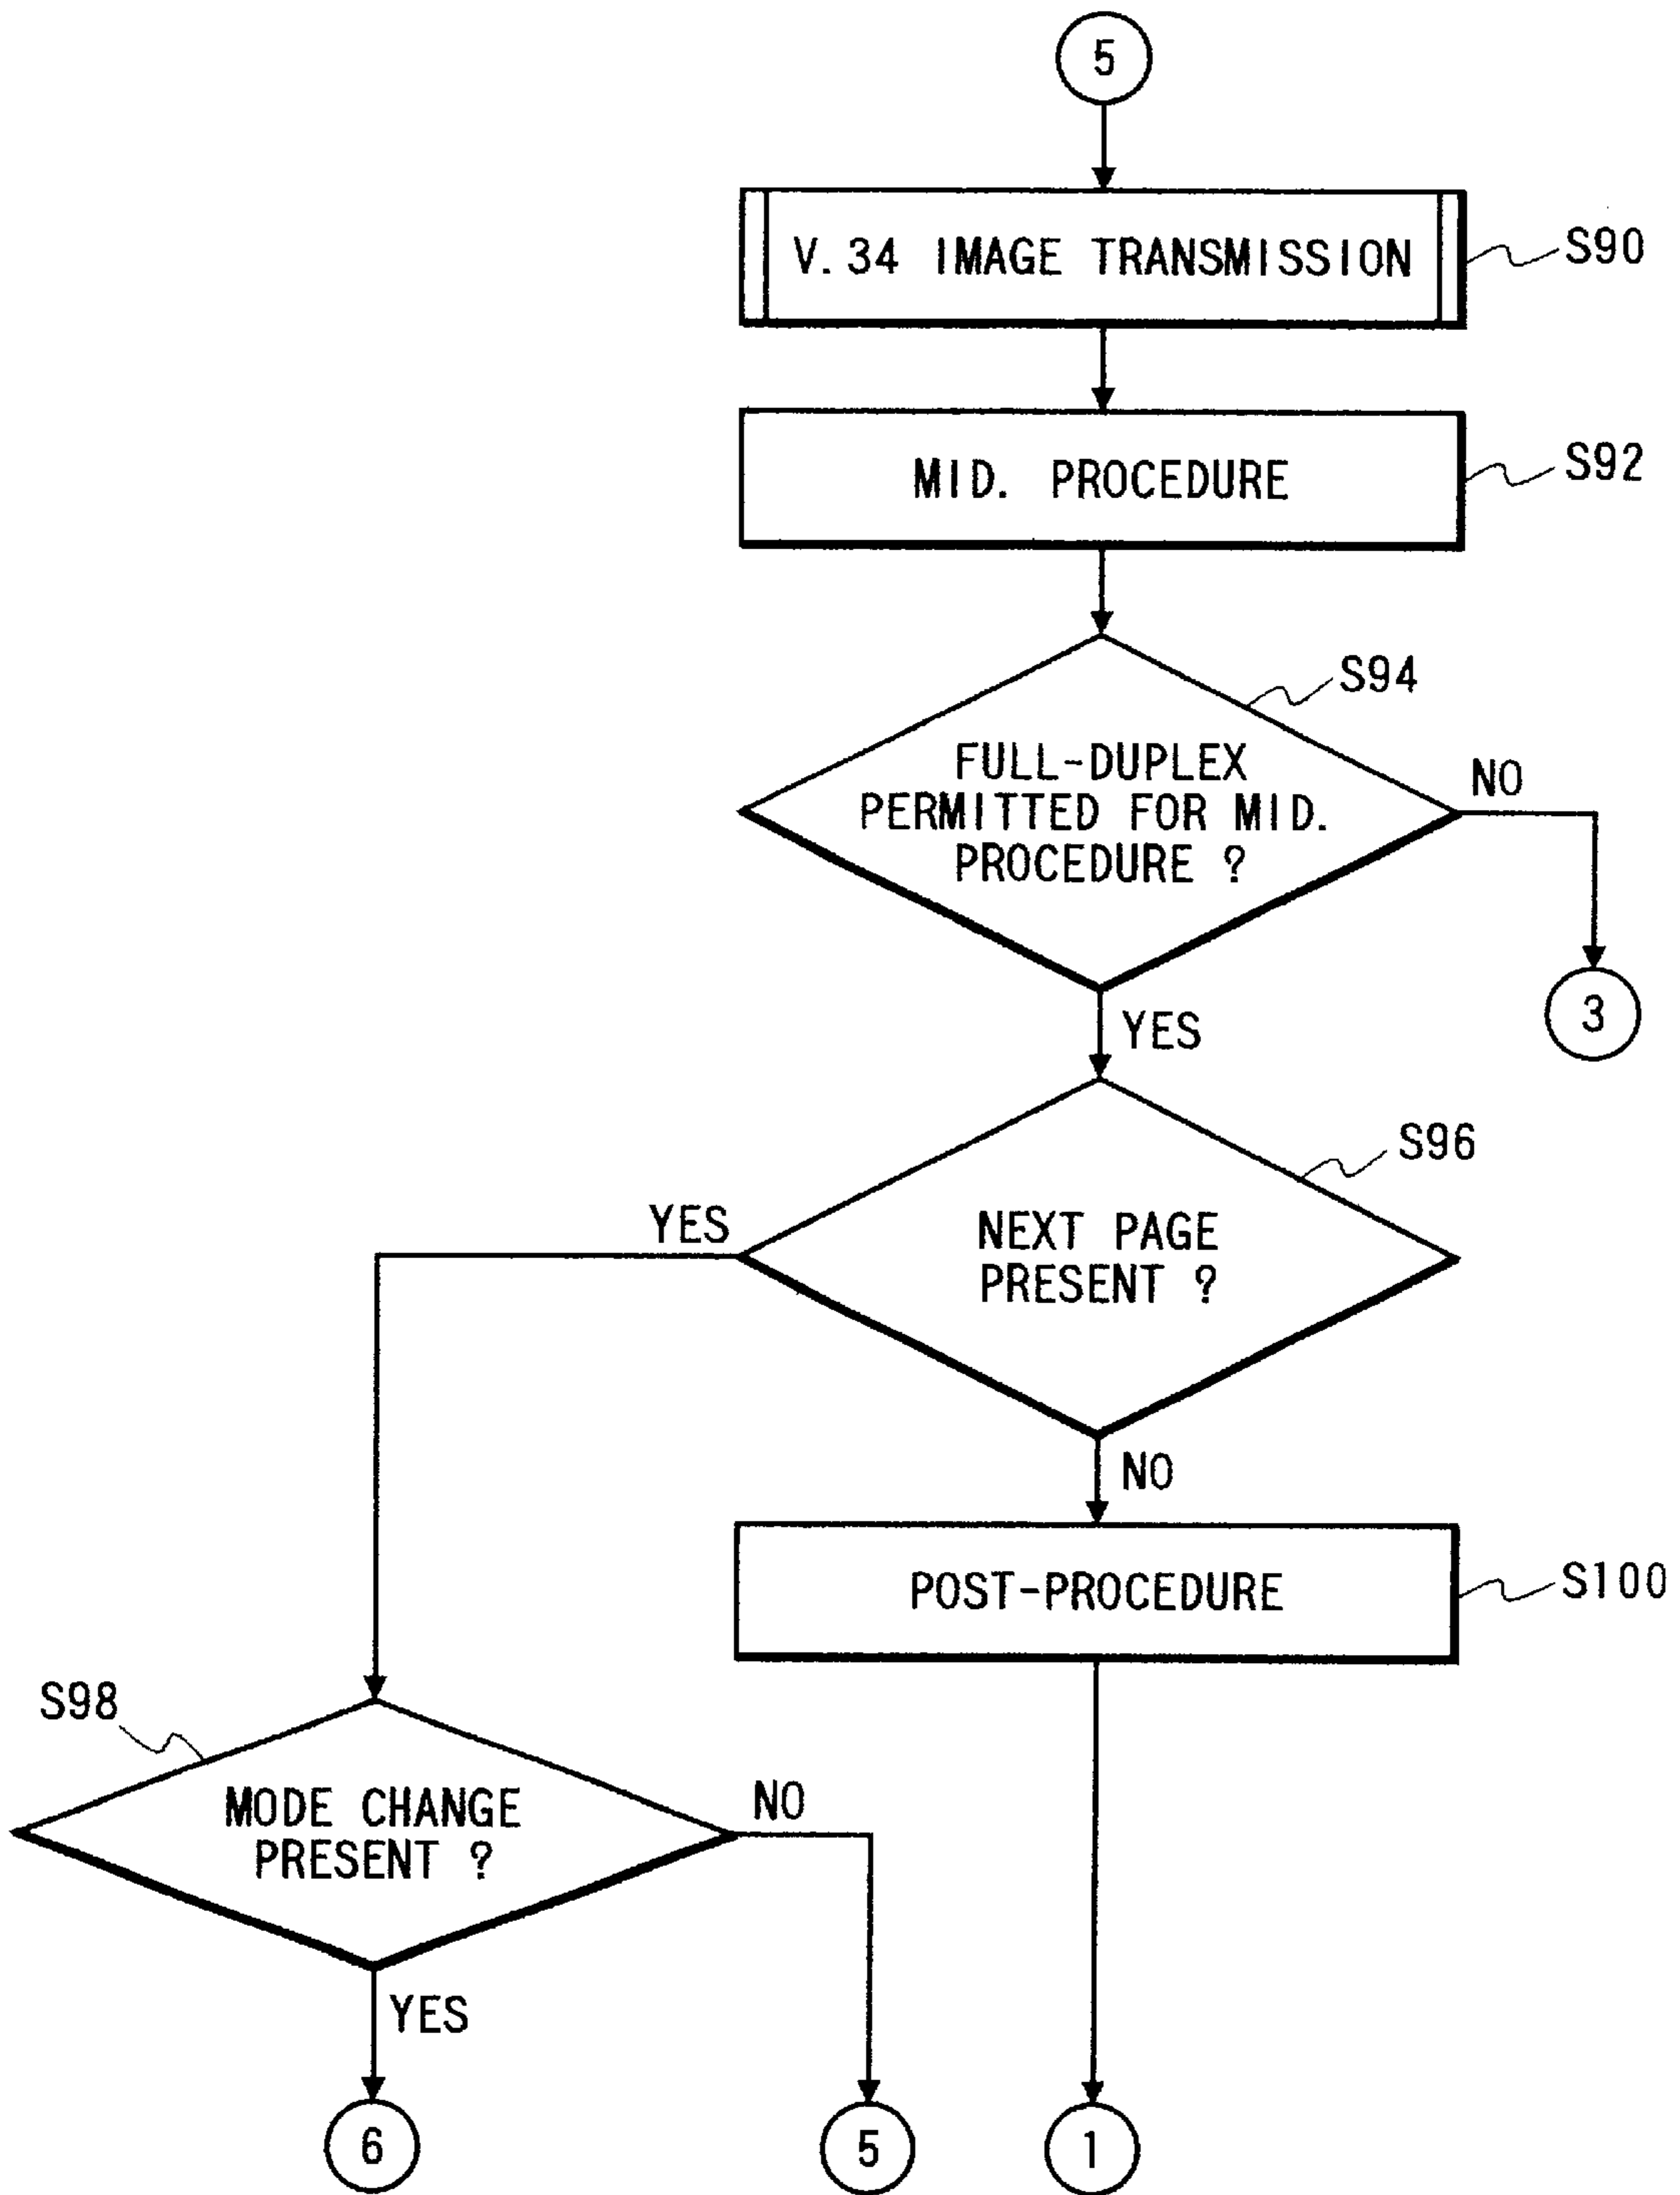 5
V.34 IMAGE TRANSMISSION
S90
MID. PROCEDURE
S92
S94
FULL-DUPLEX
PERMITTED FOR MID.
PROCEDURE ?
NO
3
YES
S96
YES
NEXT PAGE
PRESENT ?
NO
POST-PROCEDURE
S100
S98
MODE CHANGE
PRESENT ?
NO
YES
6
5
1